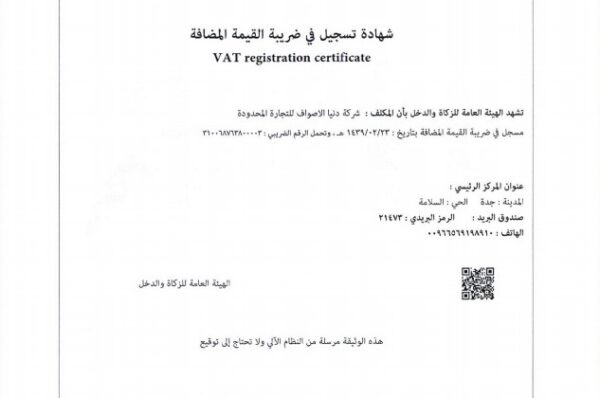 شهادة تسجيل في ضريبة القيمة المضافة
VAT registration certificate
تشهد الهيئة العامة للزكاة والدخل بأن المكلف : شركة دنيا الاصواف للتجارة المحدودة
مسجل في ضريبة القيمة المضافة بتاريخ : ١٤٣٩/٠٢/٢٣ هـ ، وتحمل الرقم الضريبي : ٣١٠٠٦٨٧٦٣٨٠٠٠٠٣
عنوان المركز الرئيسي :
المدينة : جدة الحي : السلامة
صندوق البريد : الرمز البريدي : ٢١٤٧٣
الهاتف : ٠٠٩٦٦٥٦٩١٩٨٩١٠
الهيئة العامة للزكاة والدخل
هذه الوثيقة مرسلة من النظام الآلي ولا تحتاج إلى توقيع